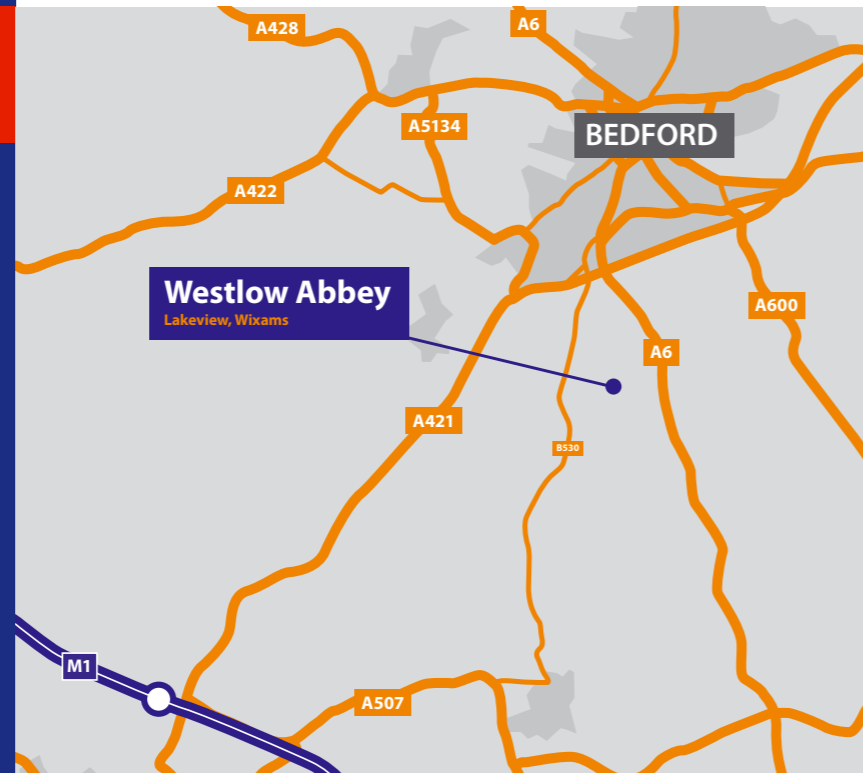 A428
A6
A5134
BEDFORD
A422
Westlow Abbey
Lakeview, Wixams
A600
A6
A421
B530
M1
A507